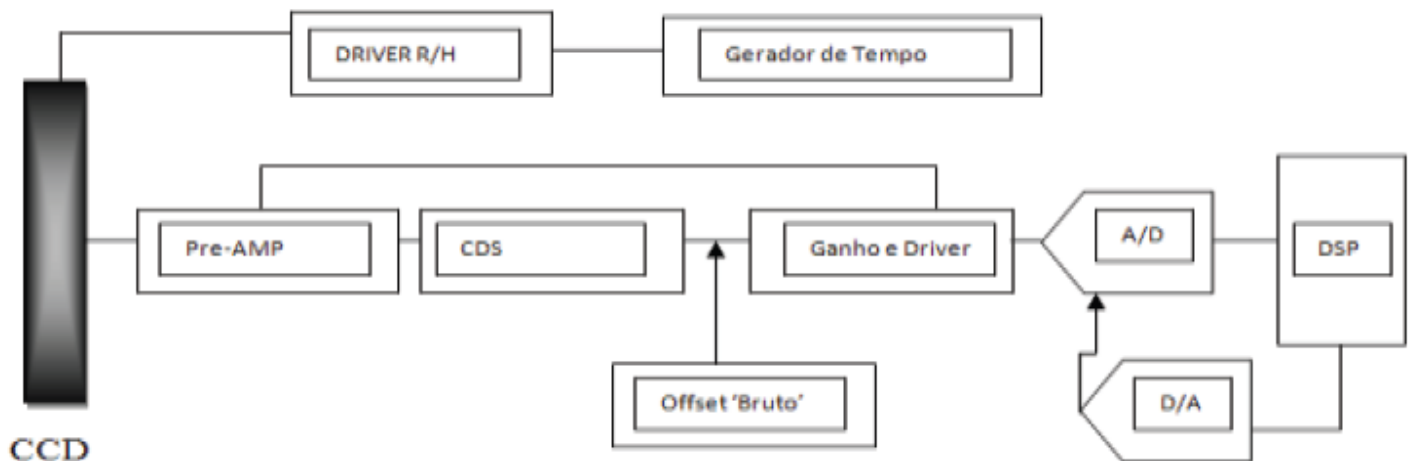 DRIVER R/H
Gerador de Tempo
Pre-AMP
CDS
Ganho e Driver
A/D
DSP
Offset ‘Bruto’
D/A
CCD